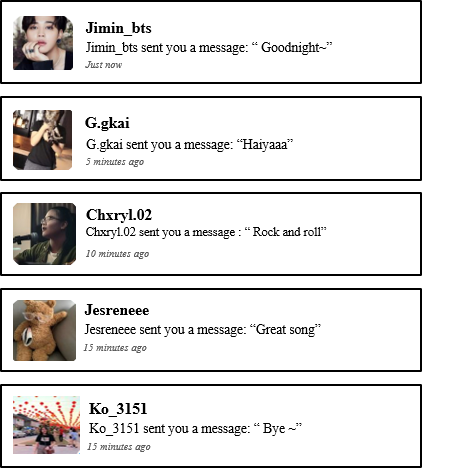 Jimin_bts
Jimin_bts sent you a message: “ Goodnight~”
Just now
G.gkai
G.gkai sent you a message: “Haiyaaa”
5 minutes ago
Chxryl.02
Chxryl.02 sent you a message : “ Rock and roll”
10 minutes ago
Jesreneee
Jesreneee sent you a message: “Great song”
15 minutes ago
Ko_3151
Ko_3151 sent you a message: “ Bye ~”
15 minutes ago